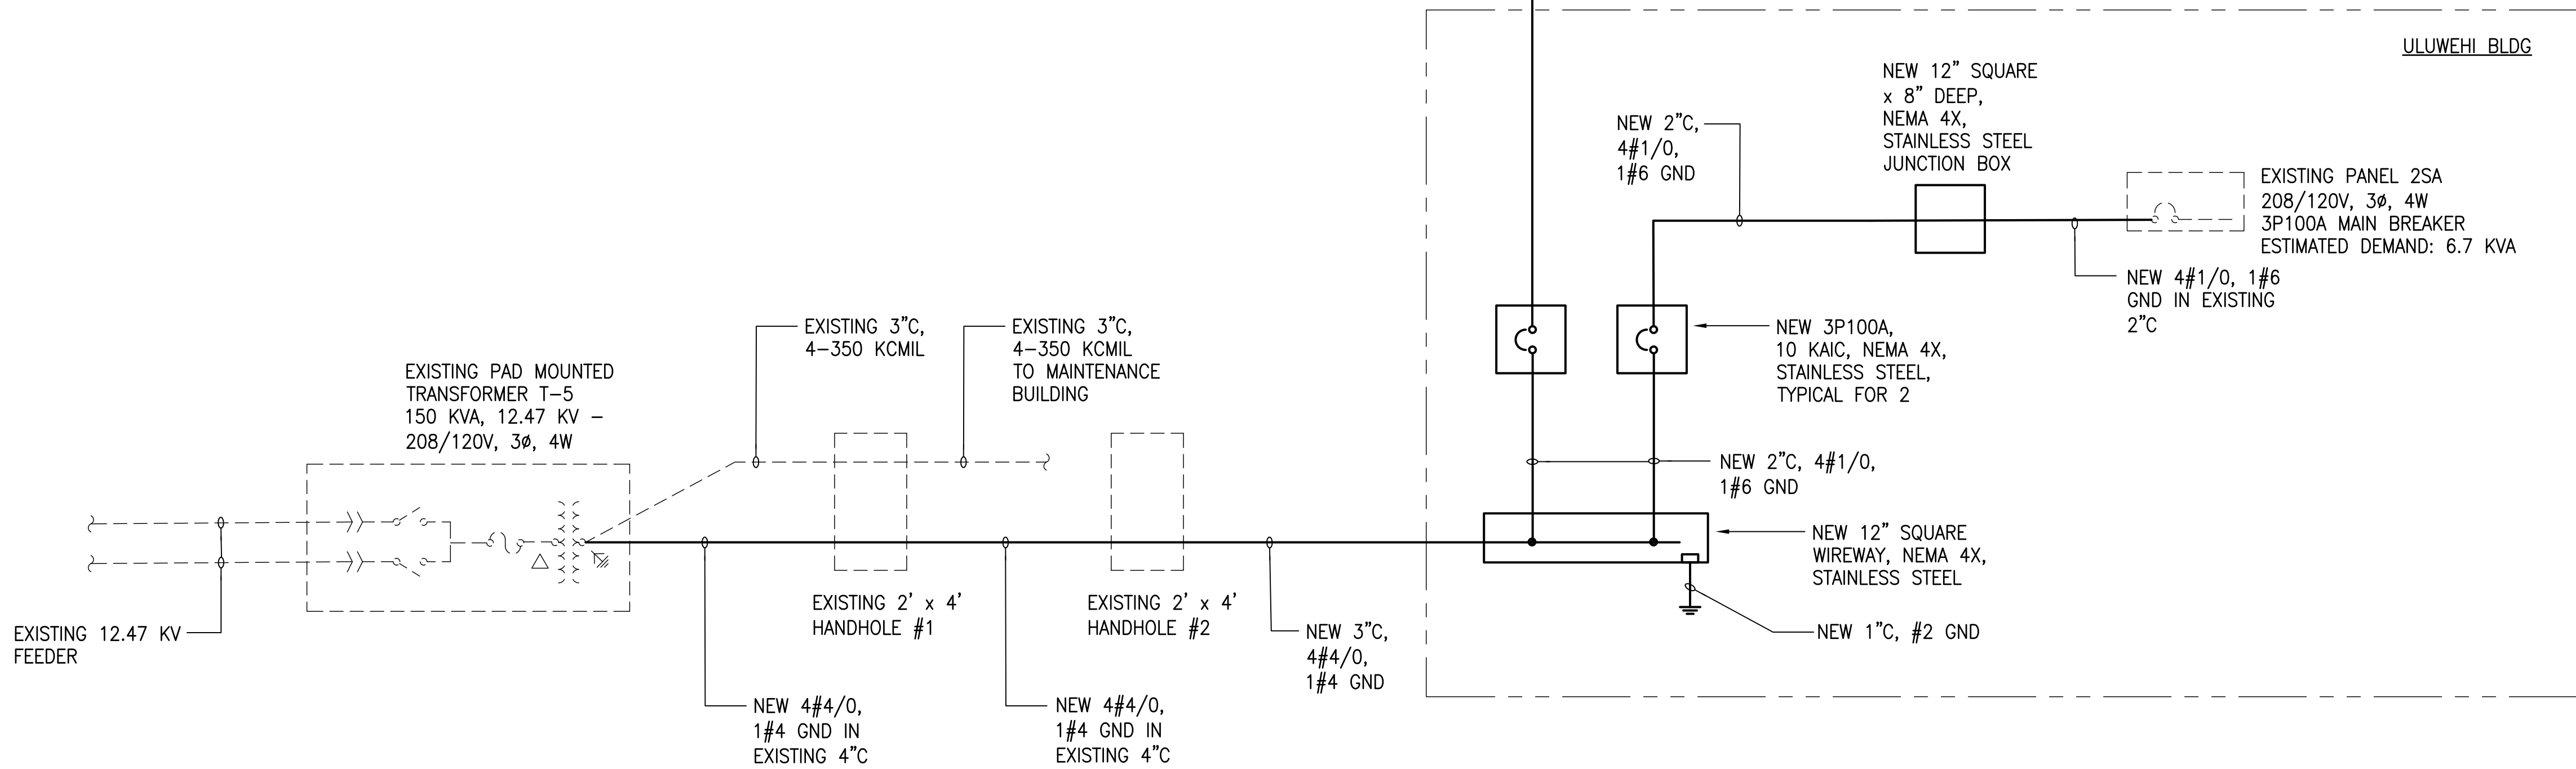 ULUWEHI BLDG
NEW 12" SQUARE
x 8" DEEP,
NEMA 4X,
STAINLESS STEEL
JUNCTION BOX
NEW 2"C,
4#1/0,
1#6 GND
EXISTING PANEL 2SA
208/120V, 3ø, 4W
3P100A MAIN BREAKER
ESTIMATED DEMAND: 6.7 KVA
NEW 4#1/0, 1#6
GND IN EXISTING
2"C
EXISTING 3"C,
4-350 KCMIL
EXISTING 3"C,
4-350 KCMIL
TO MAINTENANCE
BUILDING
NEW 3P100A,
10 KAIC, NEMA 4X,
STAINLESS STEEL,
TYPICAL FOR 2
EXISTING PAD MOUNTED
TRANSFORMER T-5
150 KVA, 12.47 KV -
208/120V, 3ø, 4W
NEW 2"C, 4#1/0,
1#6 GND
NEW 12" SQUARE
WIREWAY, NEMA 4X,
STAINLESS STEEL
EXISTING 2' x 4'
HANDHOLE #1
EXISTING 2' x 4'
HANDHOLE #2
EXISTING 12.47 KV
FEEDER
NEW 3"C,
4#4/0,
1#4 GND
NEW 1"C, #2 GND
NEW 4#4/0,
1#4 GND IN
EXISTING 4"C
NEW 4#4/0,
1#4 GND IN
EXISTING 4"C